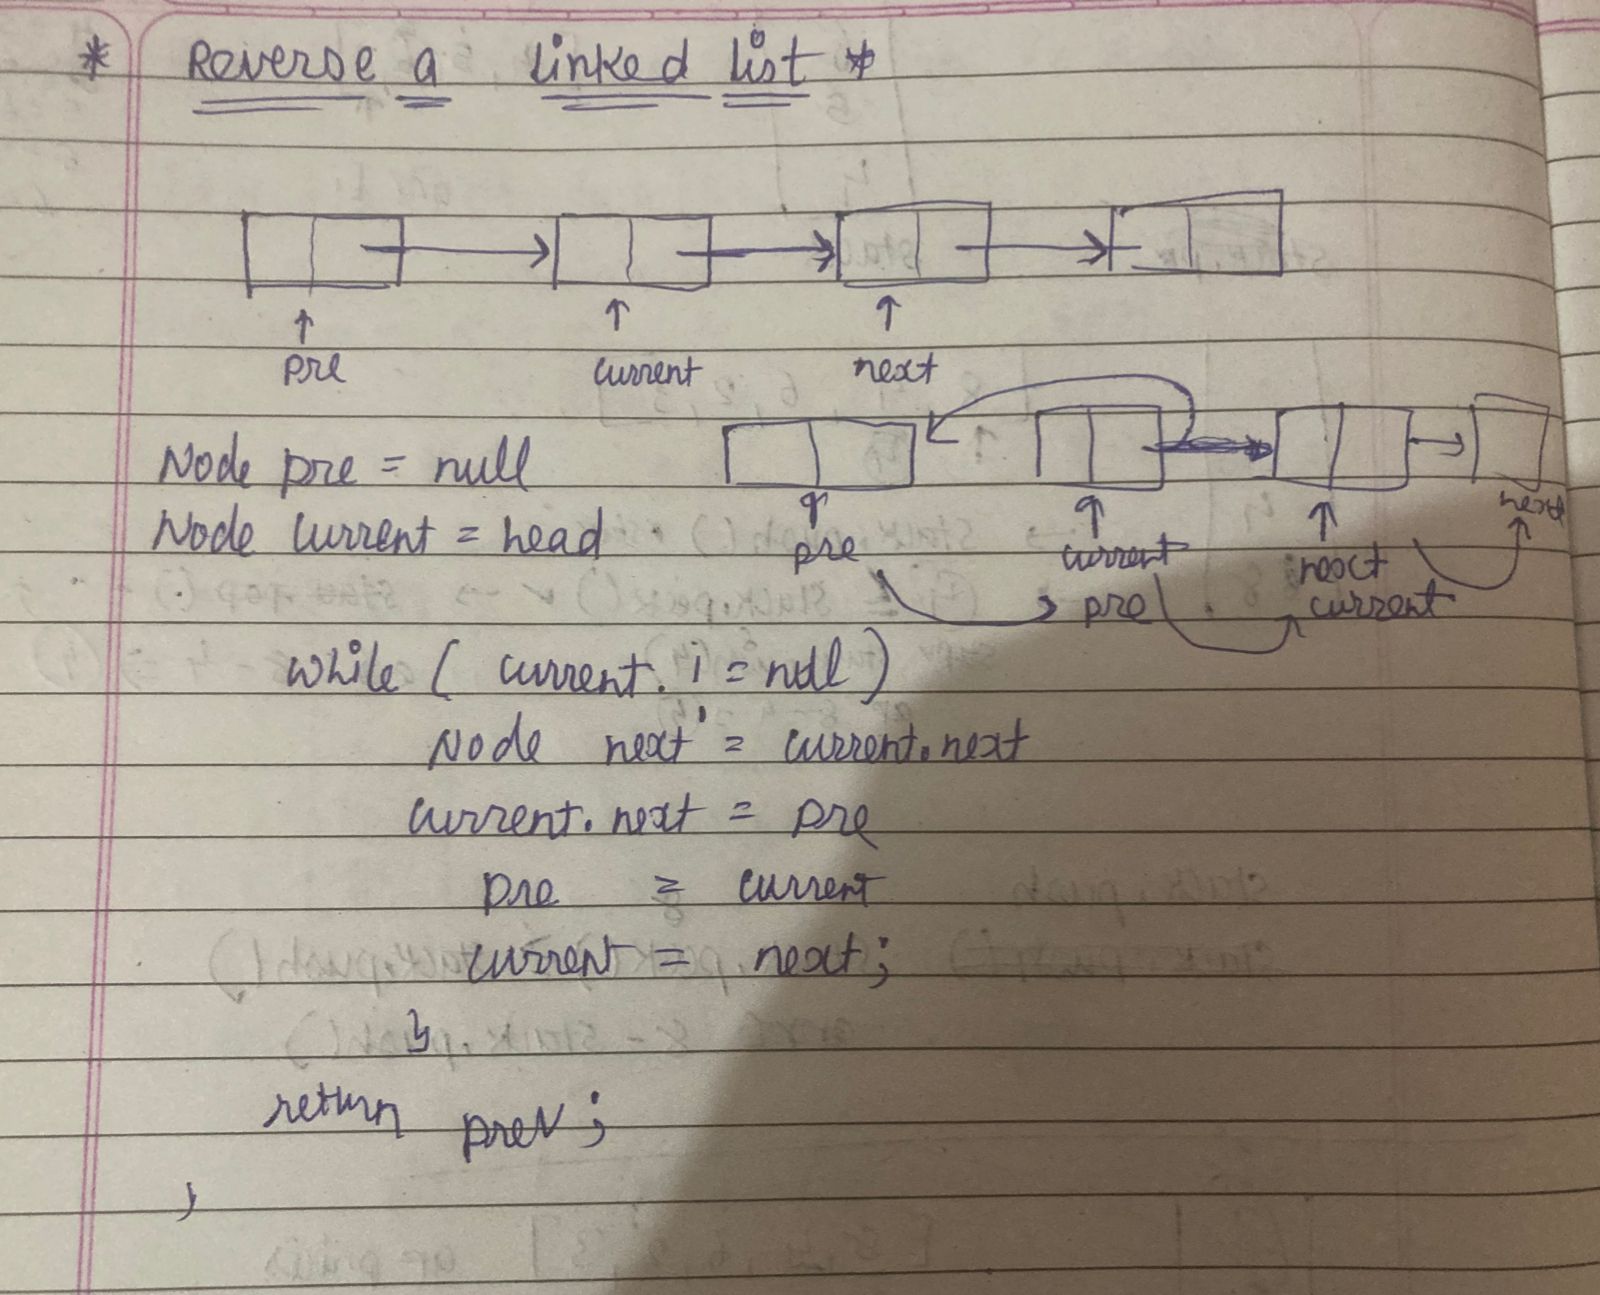 * Reverse a linked list *
pre current next
Node pre = null
Node current = head
pre current next next
pre current
while ( current. != null )
Node next = current.next
current.next = pre
pre = current
current = next;
}
return prev;
}